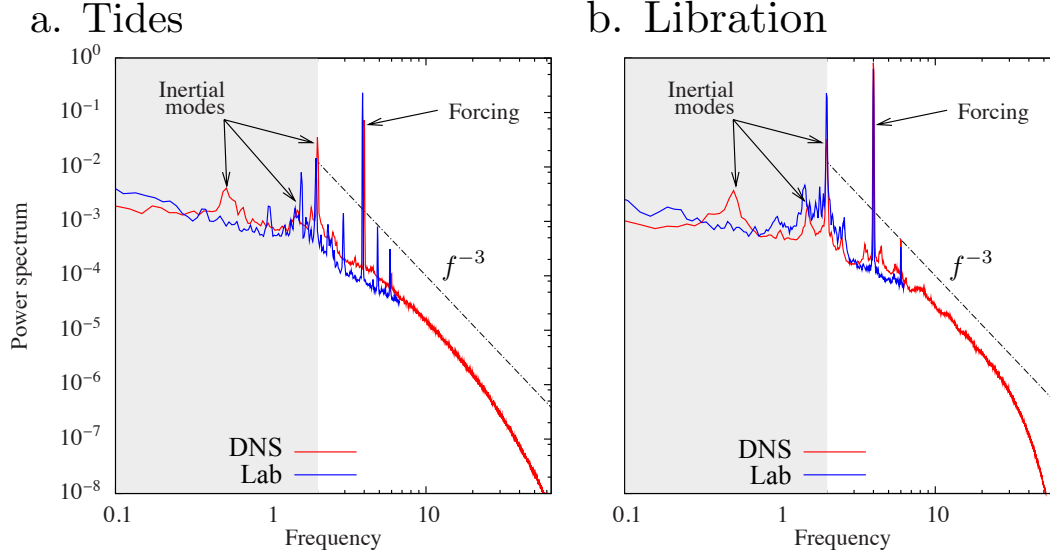 a. Tides
10⁰
10⁻¹
10⁻²
10⁻³
10⁻⁴
10⁻⁵
10⁻⁶
10⁻⁷
10⁻⁸
Power spectrum
Inertial
modes
Forcing
f⁻³
DNS
Lab
0.1
1
10
Frequency
b. Libration
Inertial
modes
Forcing
f⁻³
DNS
Lab
0.1
1
10
Frequency